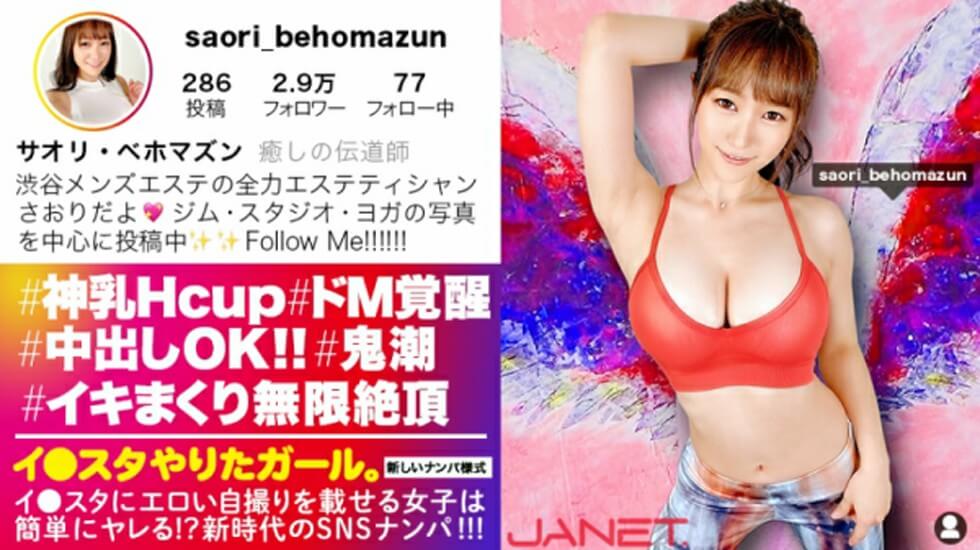 saori_behomazun
286 2.9万 77
投稿 フォロワー フォロー中
サオリ・ベホマズン 癒しの伝道師
渋谷メンズエステの全力エステティシャン
さおりだよ💖 ジム・スタジオ・ヨガの写真
を中心に投稿中✨✨Follow Me!!!!!!
#神乳Hcup#ドM覚醒
#中出しOK!!#鬼潮
#イキまくり無限絶頂
イ●スタやりたガール。新しいナンパ様式
イ●スタにエロい自撮りを載せる女子は
簡単にヤレる!?新時代のSNSナンパ!!!
saori_behomazun
JANET.